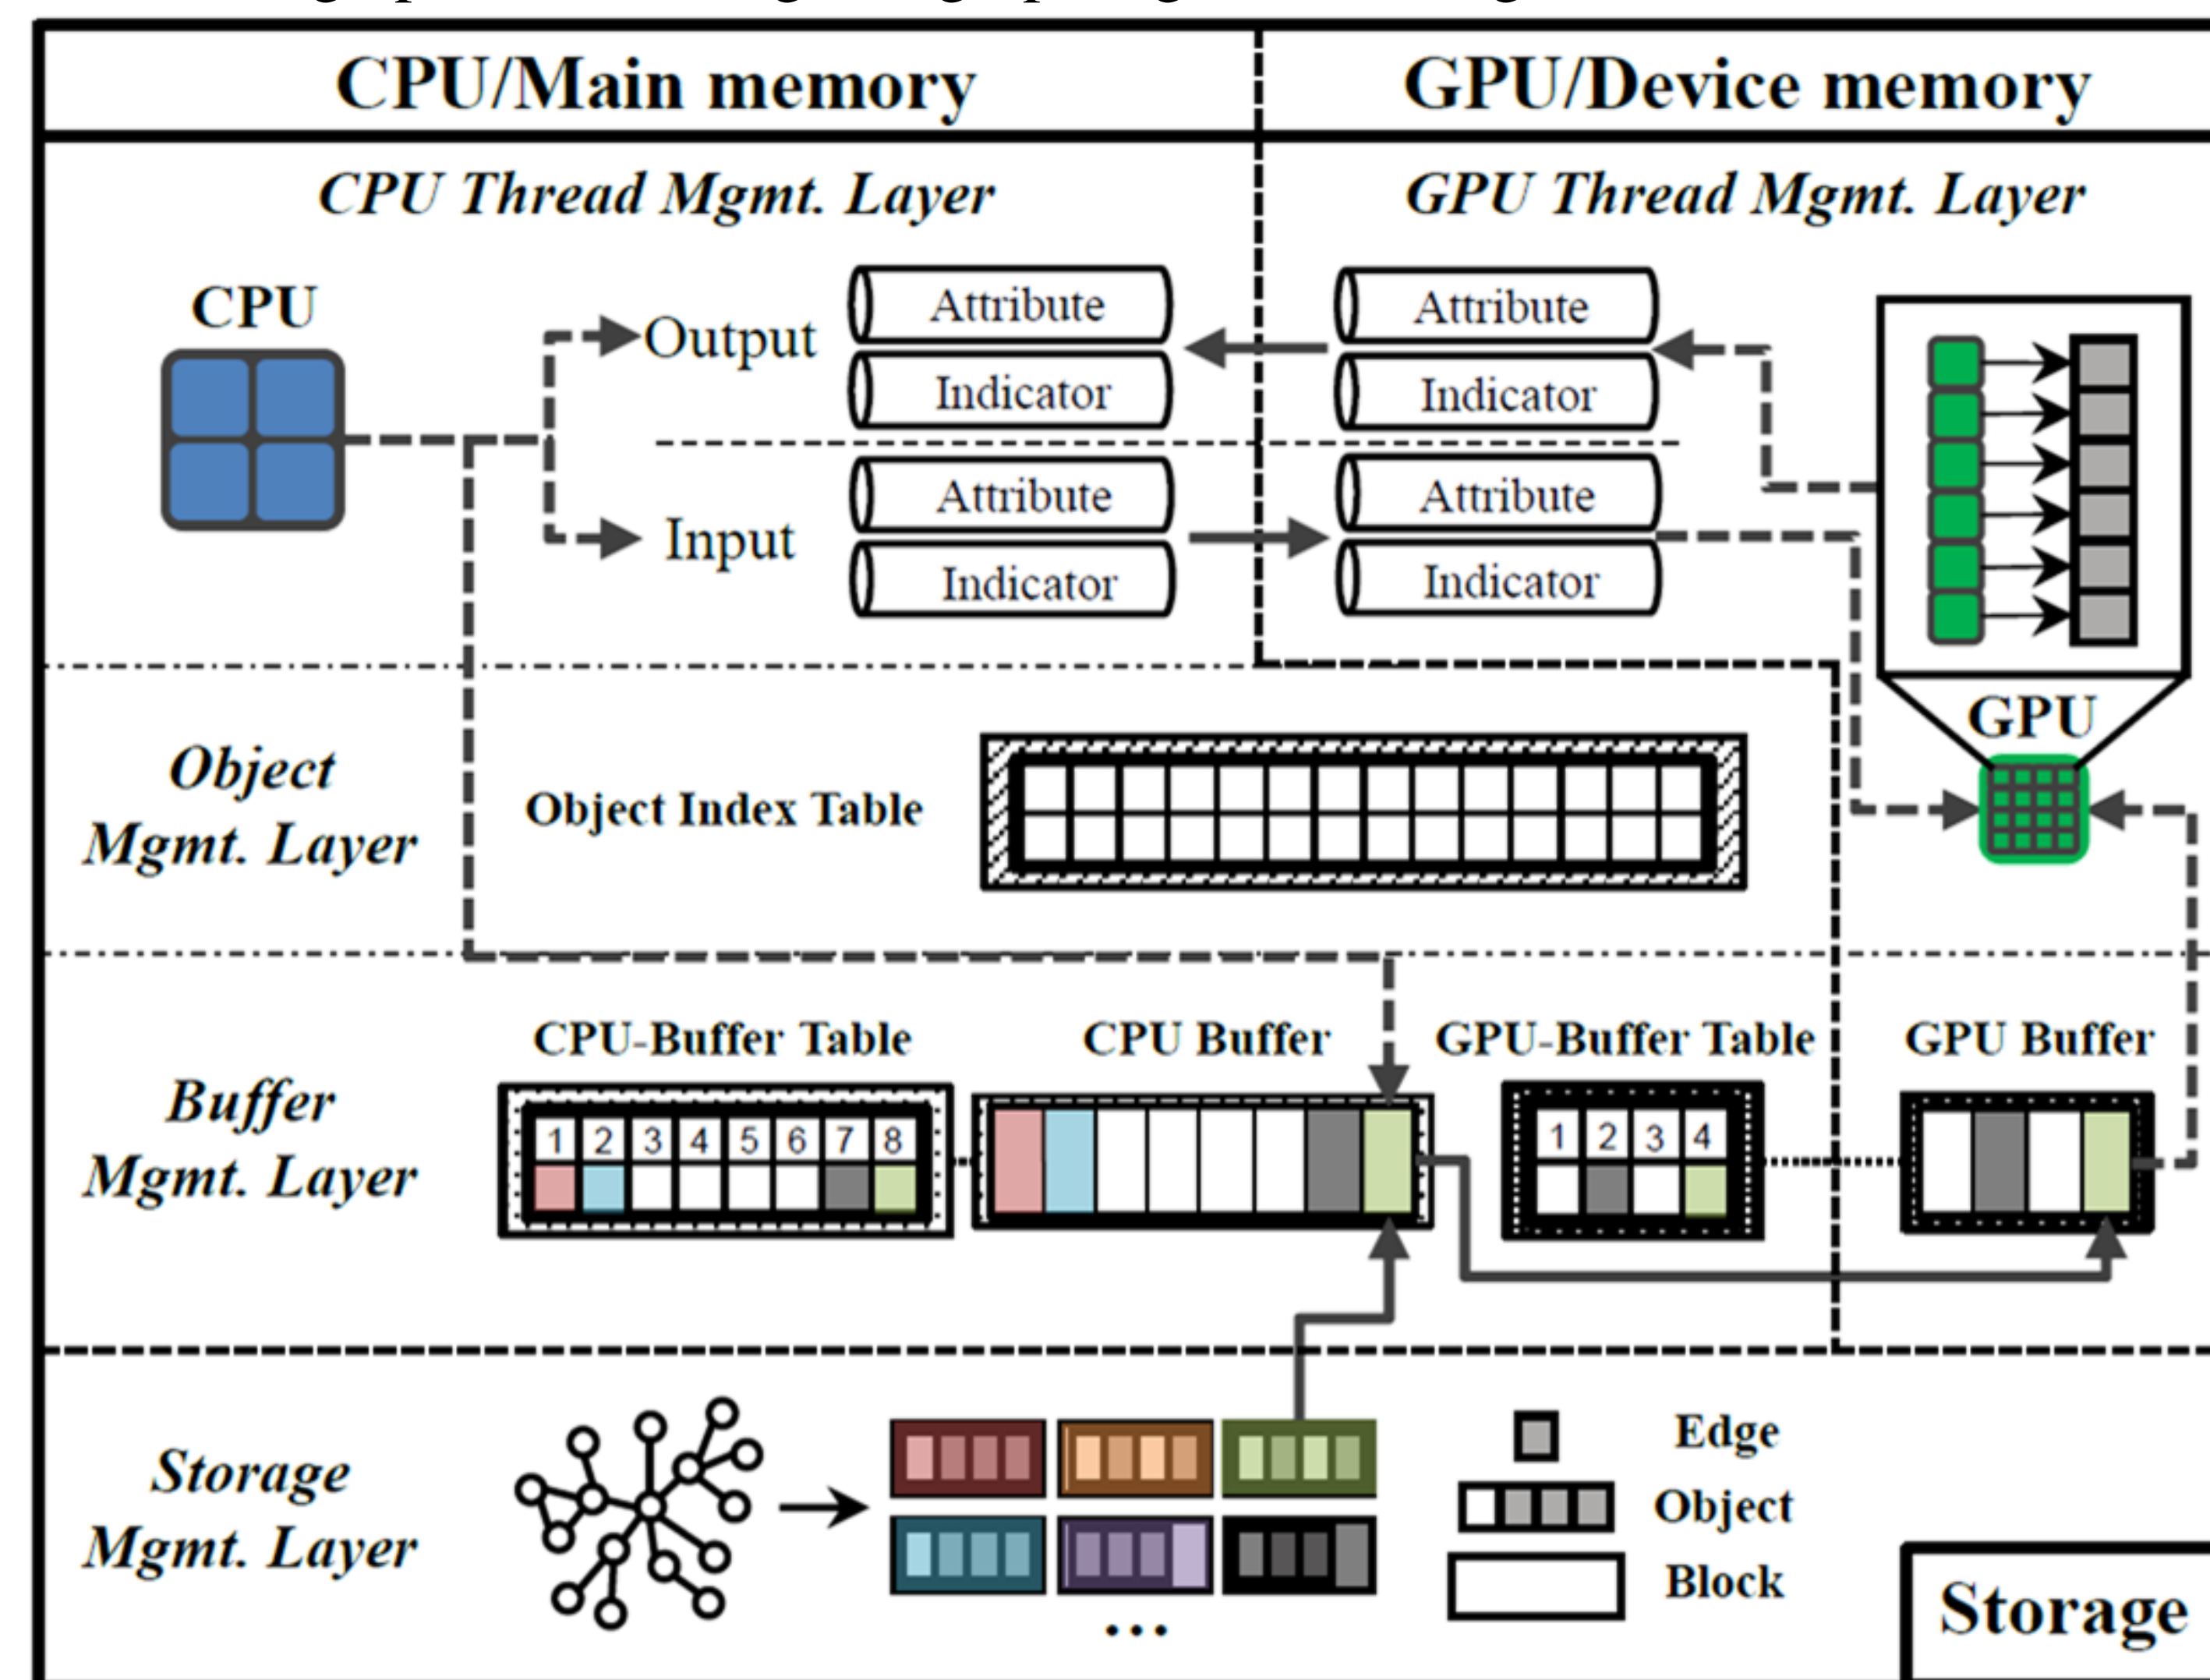 CPU/Main memory
GPU/Device memory
CPU Thread Mgmt. Layer
GPU Thread Mgmt. Layer
CPU
Output
Attribute
Indicator
Attribute
Indicator
Input
Attribute
Indicator
Attribute
Indicator
GPU
Object
Mgmt. Layer
Object Index Table
Buffer
Mgmt. Layer
CPU-Buffer Table
CPU Buffer
GPU-Buffer Table
GPU Buffer
1 2 3 4 5 6 7 8
1 2 3 4
Storage
Mgmt. Layer
...
Edge
Object
Block
Storage